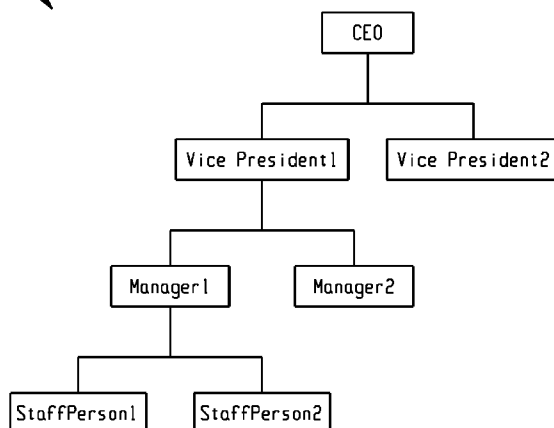 CEO
Vice President1
Vice President2
Manager1
Manager2
StaffPerson1
StaffPerson2